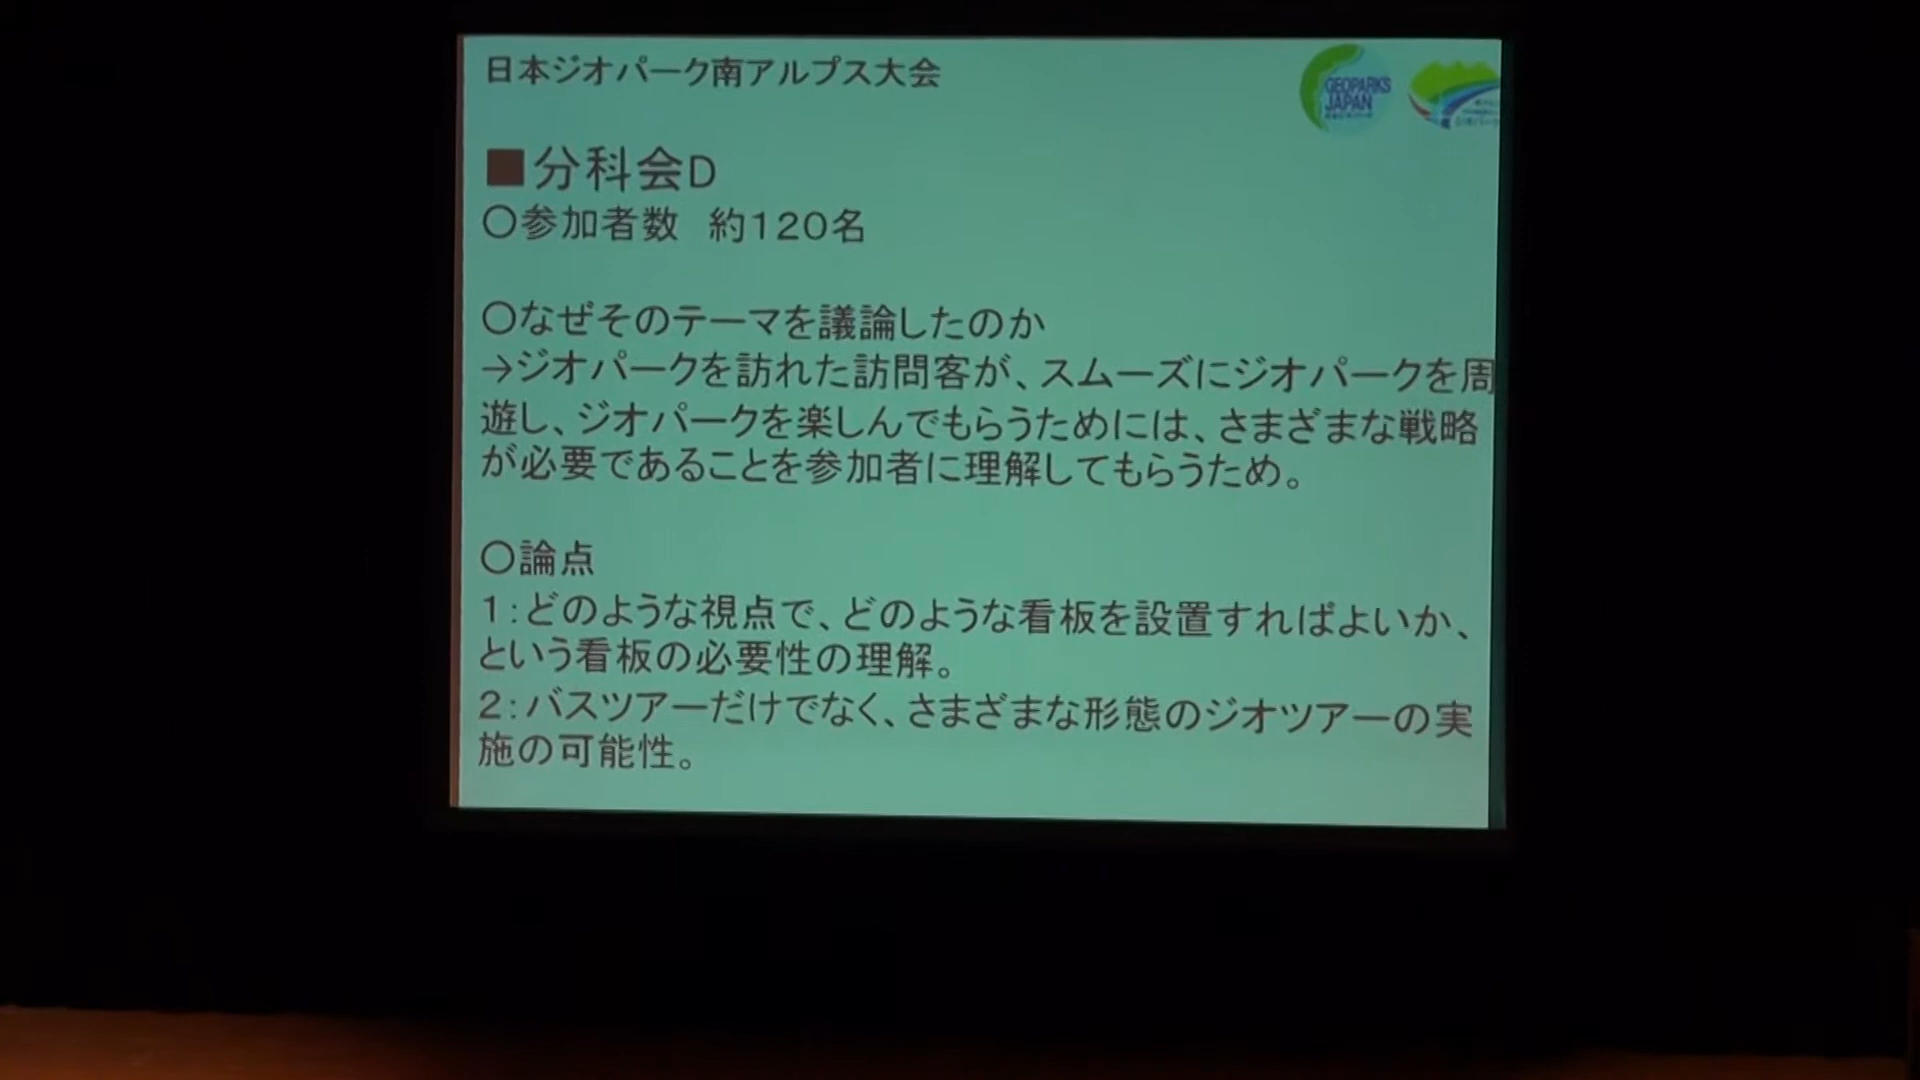 日本ジオパーク南アルプス大会
GEOPARKS
JAPAN
■分科会D
○参加者数　約120名
○なぜそのテーマを議論したのか
→ジオパークを訪れた訪問客が、スムーズにジオパークを周
遊し、ジオパークを楽しんでもらうためには、さまざまな戦略
が必要であることを参加者に理解してもらうため。
○論点
1：どのような視点で、どのような看板を設置すればよいか、
という看板の必要性の理解。
2：バスツアーだけでなく、さまざまな形態のジオツアーの実
施の可能性。